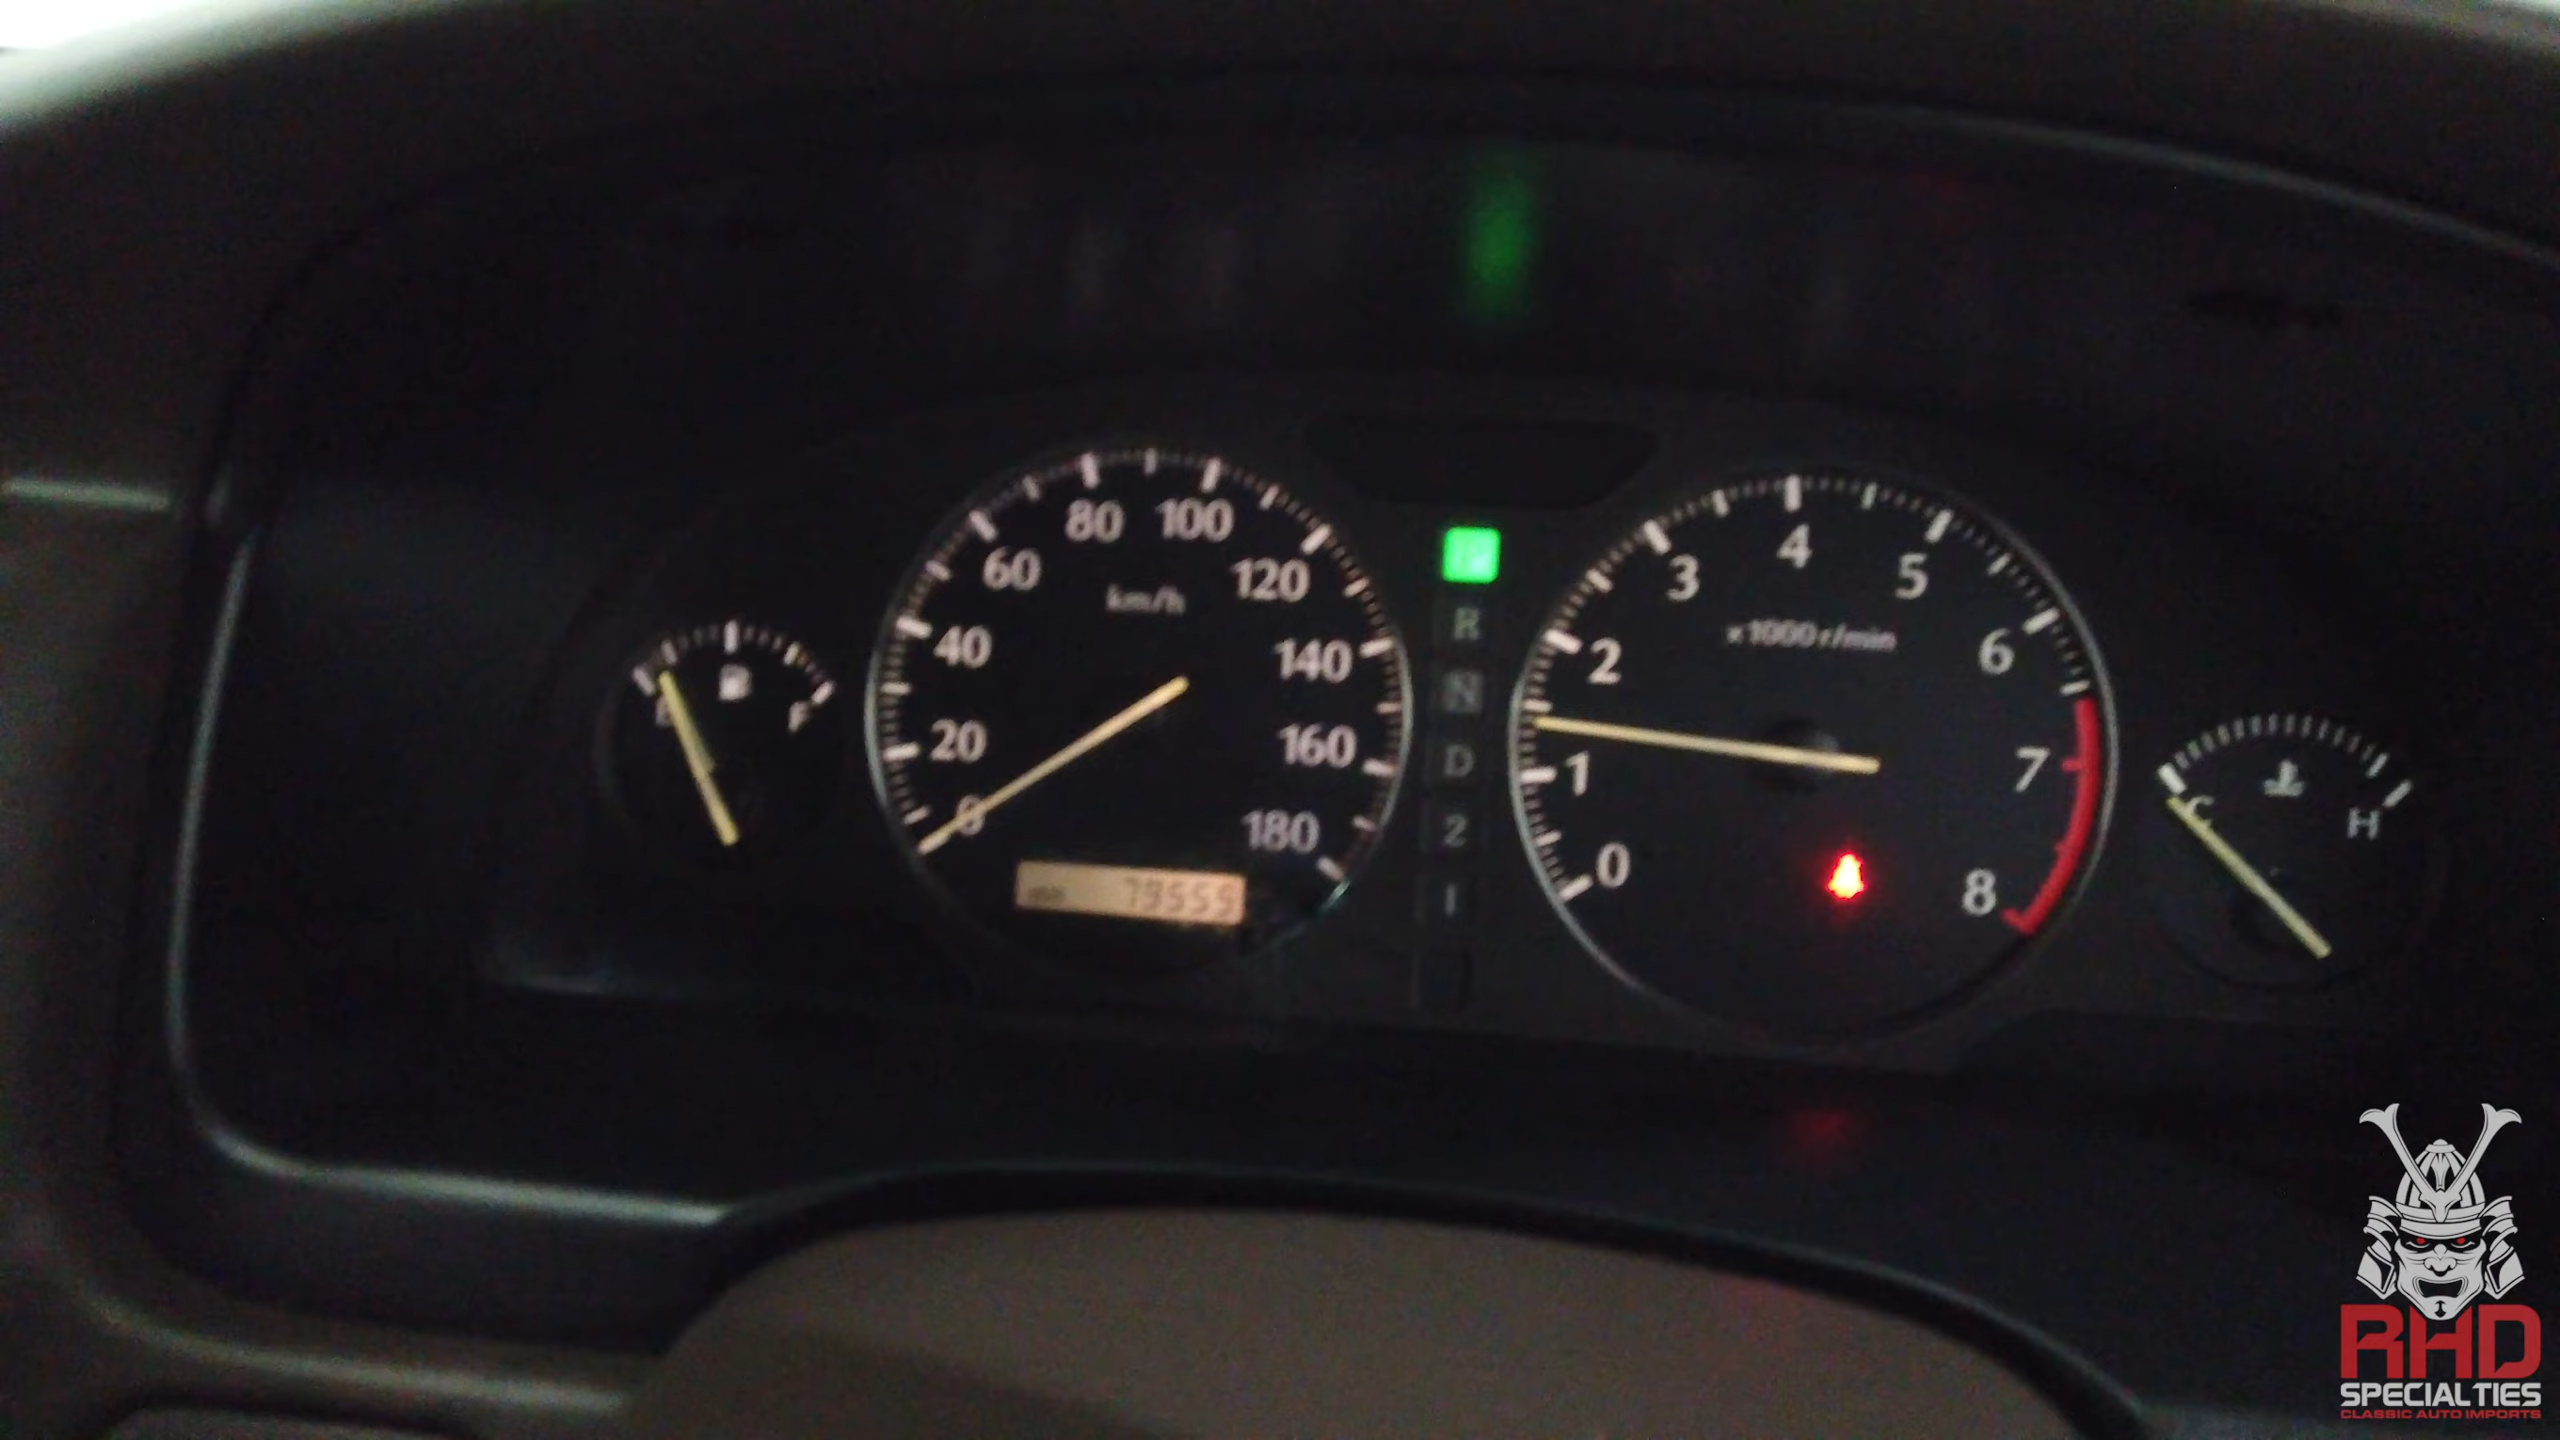 80 100
60 120
km/h
40 140
20 160
0 180
79555
R
N
D
2
1
4
3 5
x1000r/min
2 6
1 7
0 8
E F
C H
RHD
SPECIALTIES
CLASSIC AUTO IMPORTS